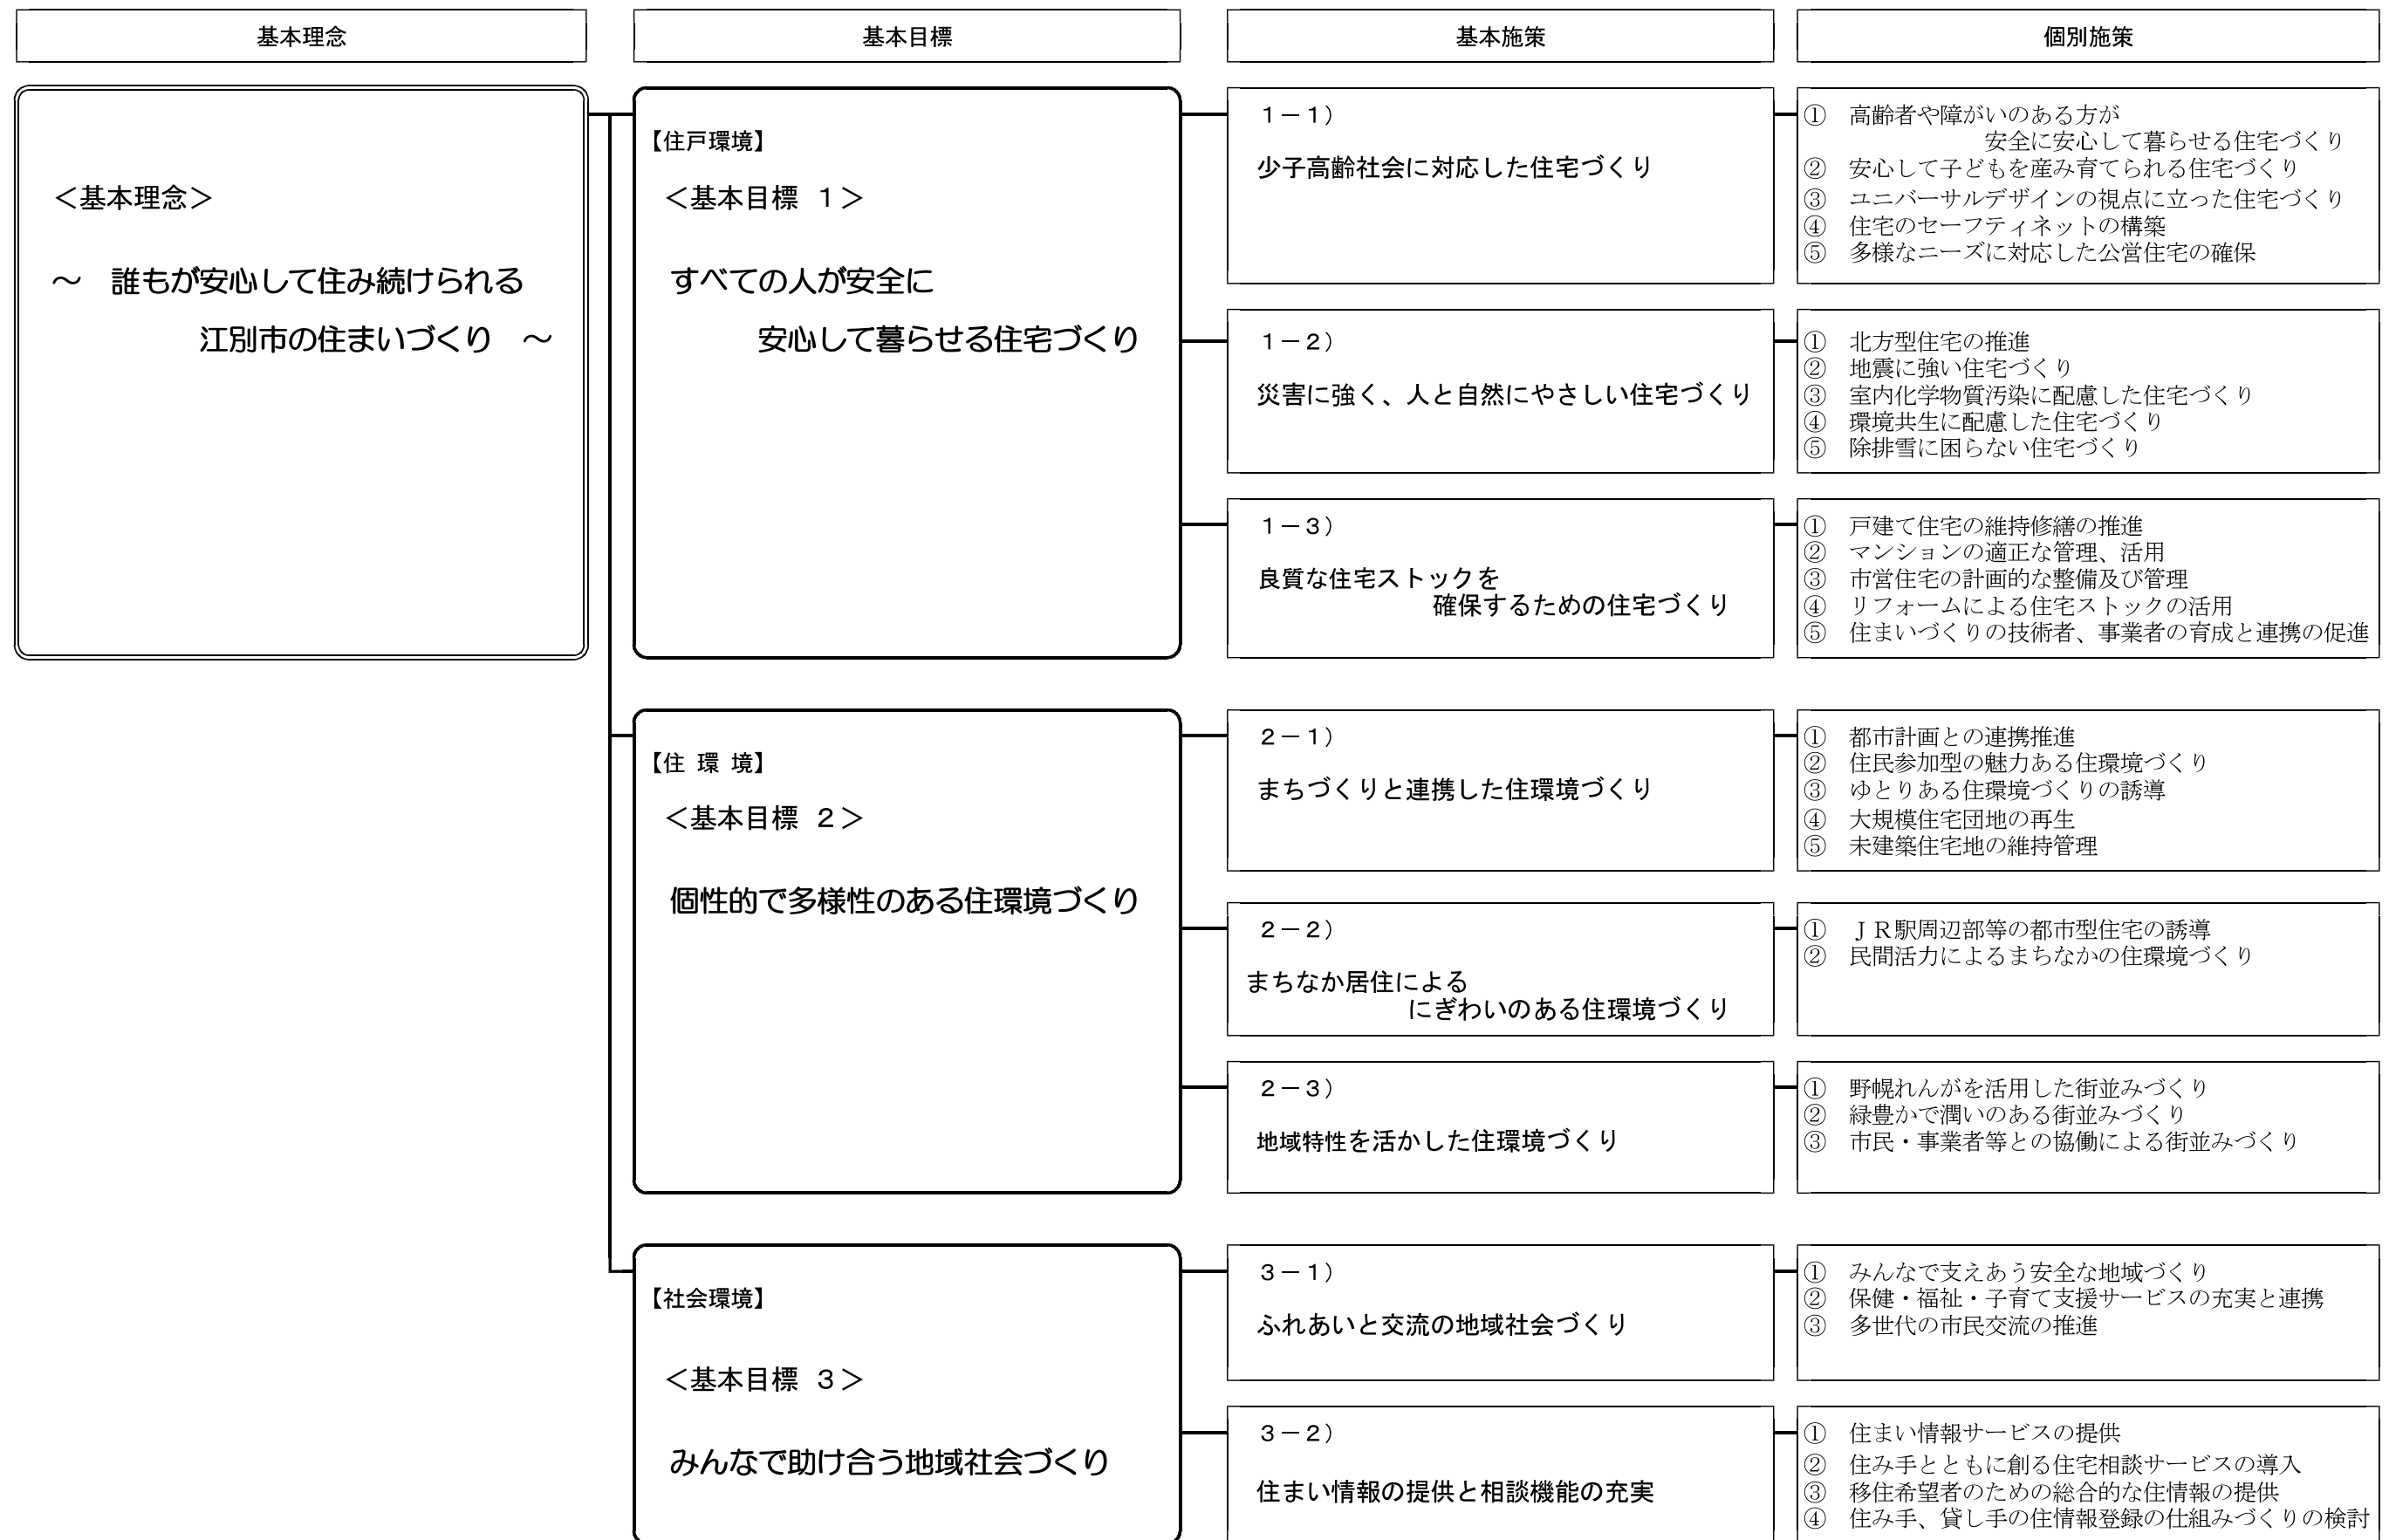 基本理念
基本目標
基本施策
個別施策
＜基本理念＞
～　誰もが安心して住み続けられる
江別市の住まいづくり　～
【住戸環境】
＜基本目標　１＞
すべての人が安全に
安心して暮らせる住宅づくり
１－１）
少子高齢社会に対応した住宅づくり
①　高齢者や障がいのある方が
安全に安心して暮らせる住宅づくり
②　安心して子どもを産み育てられる住宅づくり
③　ユニバーサルデザインの視点に立った住宅づくり
④　住宅のセーフティネットの構築
⑤　多様なニーズに対応した公営住宅の確保
１－２）
災害に強く、人と自然にやさしい住宅づくり
①　北方型住宅の推進
②　地震に強い住宅づくり
③　室内化学物質汚染に配慮した住宅づくり
④　環境共生に配慮した住宅づくり
⑤　除排雪に困らない住宅づくり
１－３）
良質な住宅ストックを
確保するための住宅づくり
①　戸建て住宅の維持修繕の推進
②　マンションの適正な管理、活用
③　市営住宅の計画的な整備及び管理
④　リフォームによる住宅ストックの活用
⑤　住まいづくりの技術者、事業者の育成と連携の促進
【住 環 境】
＜基本目標　２＞
個性的で多様性のある住環境づくり
２－１）
まちづくりと連携した住環境づくり
①　都市計画との連携推進
②　住民参加型の魅力ある住環境づくり
③　ゆとりある住環境づくりの誘導
④　大規模住宅団地の再生
⑤　未建築住宅地の維持管理
２－２）
まちなか居住による
にぎわいのある住環境づくり
①　ＪＲ駅周辺部等の都市型住宅の誘導
②　民間活力によるまちなかの住環境づくり
２－３）
地域特性を活かした住環境づくり
①　野幌れんがを活用した街並みづくり
②　緑豊かで潤いのある街並みづくり
③　市民・事業者等との協働による街並みづくり
【社会環境】
＜基本目標　３＞
みんなで助け合う地域社会づくり
３－１）
ふれあいと交流の地域社会づくり
①　みんなで支えあう安全な地域づくり
②　保健・福祉・子育て支援サービスの充実と連携
③　多世代の市民交流の推進
３－２）
住まい情報の提供と相談機能の充実
①　住まい情報サービスの提供
②　住み手とともに創る住宅相談サービスの導入
③　移住希望者のための総合的な住情報の提供
④　住み手、貸し手の住情報登録の仕組みづくりの検討